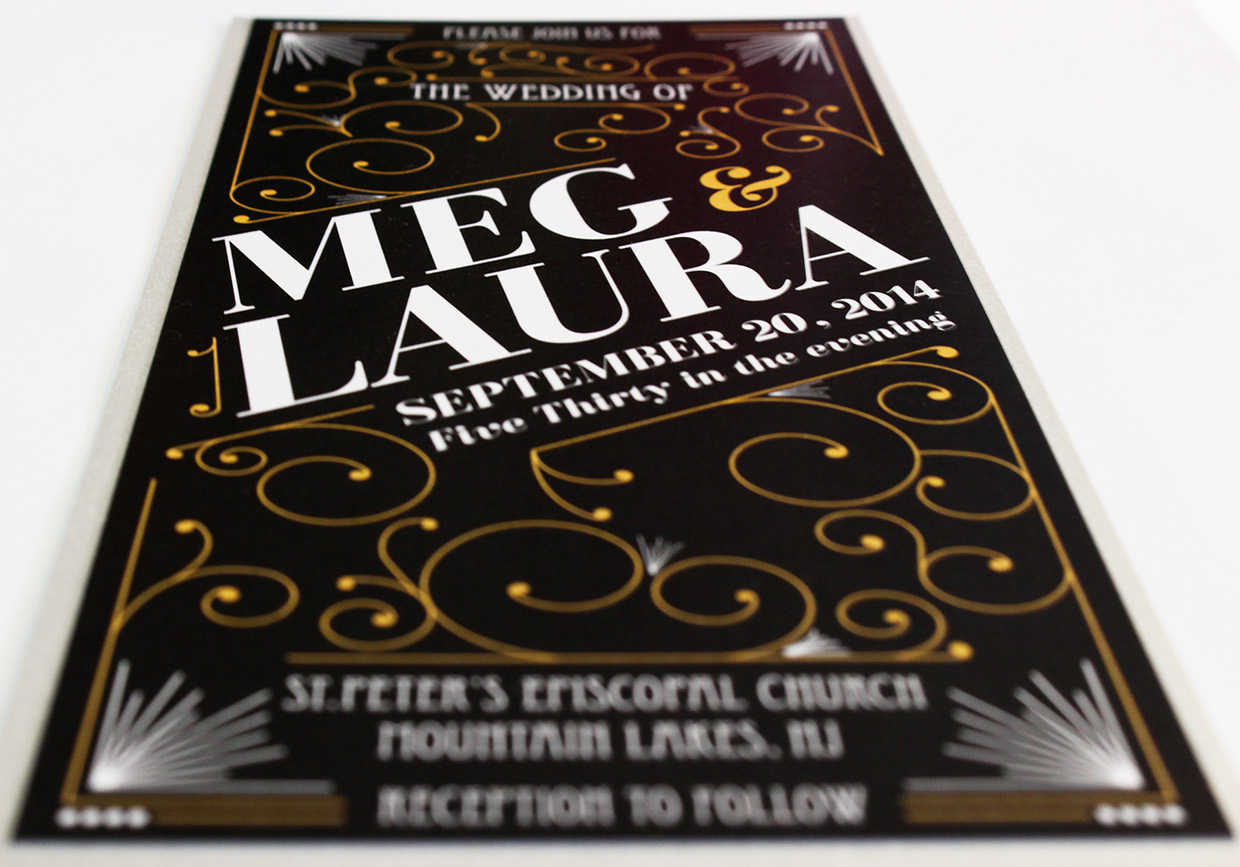 PLEASE JOIN US FOR
THE WEDDING OF
MEG &
LAURA
SEPTEMBER 20, 2014
Five Thirty in the evening
ST. PETER'S EPISCOPAL CHURCH
MOUNTAIN LAKES, NJ
RECEPTION TO FOLLOW